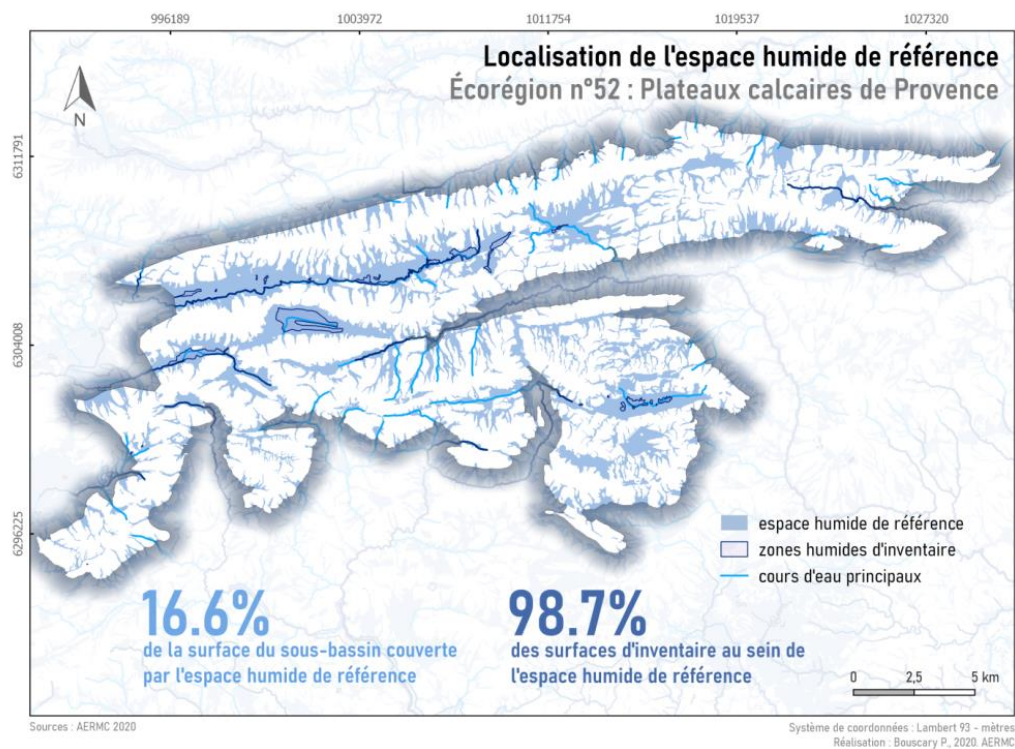 996189
1003972
1011754
1019537
1027320
Localisation de l'espace humide de référence
Écorégion n°52 : Plateaux calcaires de Provence
N
6311791
6304008
6296225
espace humide de référence
zones humides d'inventaire
cours d'eau principaux
16.6%
de la surface du sous-bassin couverte
par l'espace humide de référence
98.7%
des surfaces d'inventaire au sein de
l'espace humide de référence
0 2,5 5 km
Sources : AERMC 2020
Système de coordonnées : Lambert 93 - mètres
Réalisation : Bouscary P., 2020. AERMC